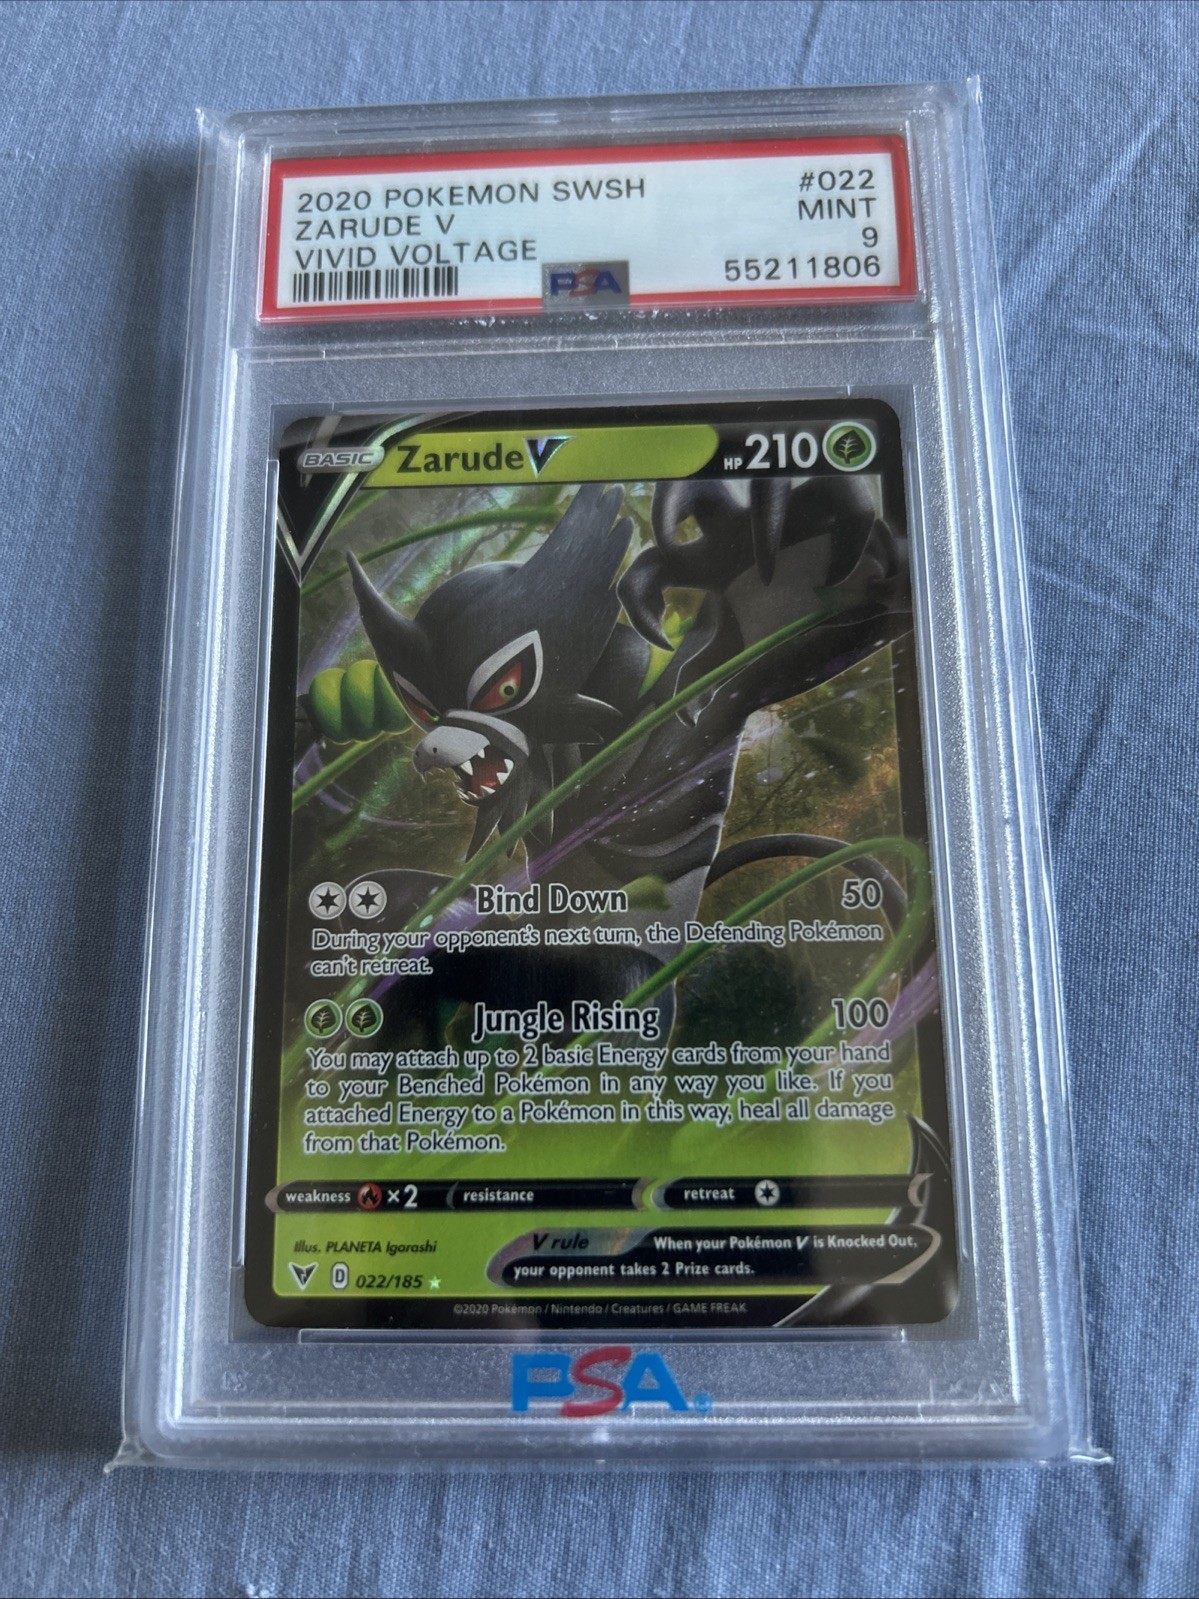 2020 POKEMON SWSH #022
ZARUDE V MINT
VIVID VOLTAGE 9
55211806
PSA
BASIC Zarude V HP 210
Bind Down 50
During your opponent's next turn, the Defending Pokémon
can't retreat.
Jungle Rising 100
You may attach up to 2 basic Energy cards from your hand
to your Benched Pokémon in any way you like. If you
attached Energy to a Pokémon in this way, heal all damage
from that Pokémon.
weakness ×2 resistance retreat
Illus. PLANETA Igarashi
V rule When your Pokémon V is Knocked Out,
your opponent takes 2 Prize cards.
D 022/185 ★
©2020 Pokémon / Nintendo / Creatures / GAME FREAK
PSA®